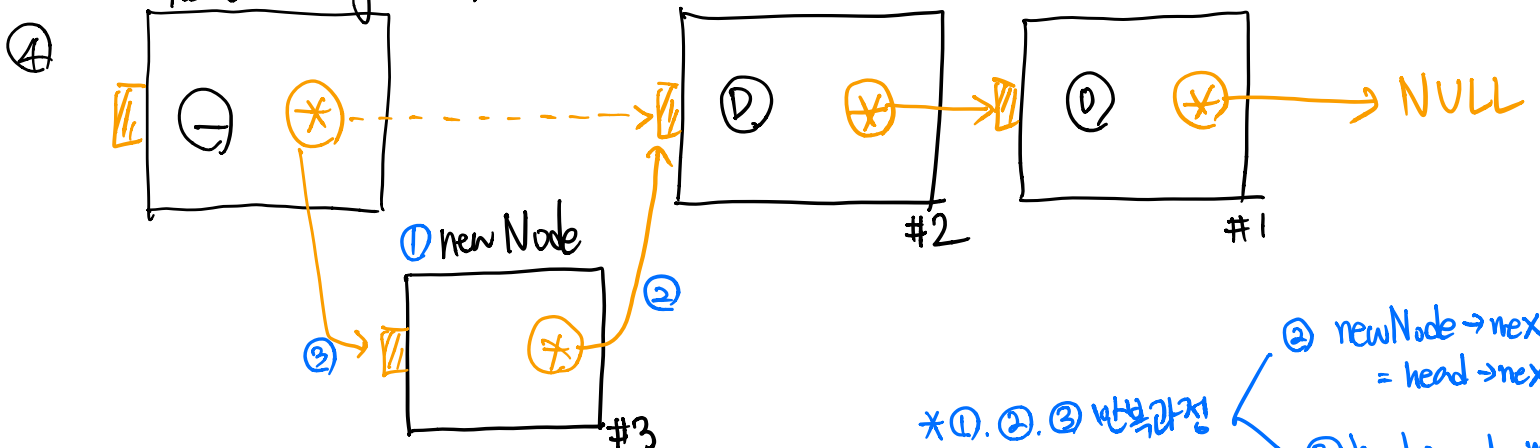 ④
— *
D *
D *
NULL
#2
#1
① newNode
②
③
*
#3
② newNode → nex
= head → nex
*①.②.③ 반복과정